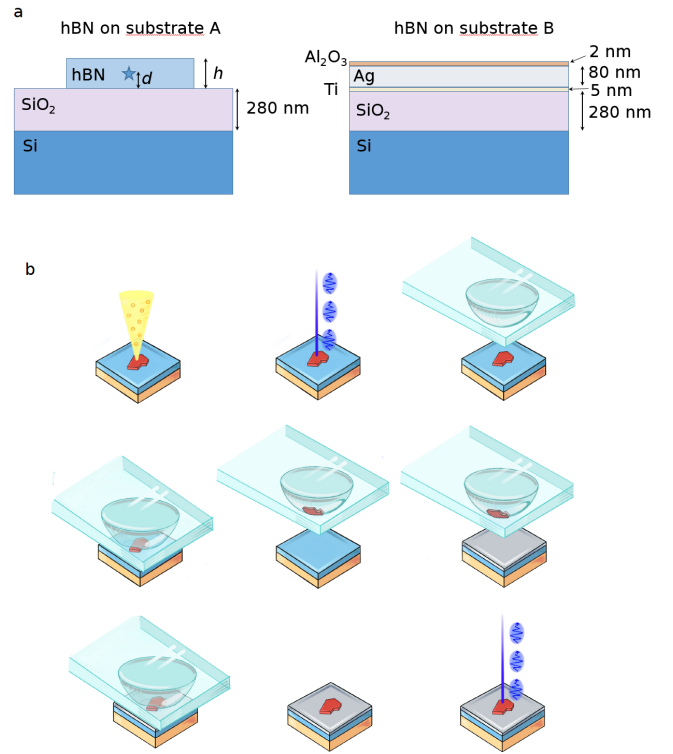 a
hBN on substrate A
hBN on substrate B
hBN
d
h
SiO₂
280 nm
Si
Al₂O₃
2 nm
Ag
80 nm
Ti
5 nm
SiO₂
280 nm
Si
b